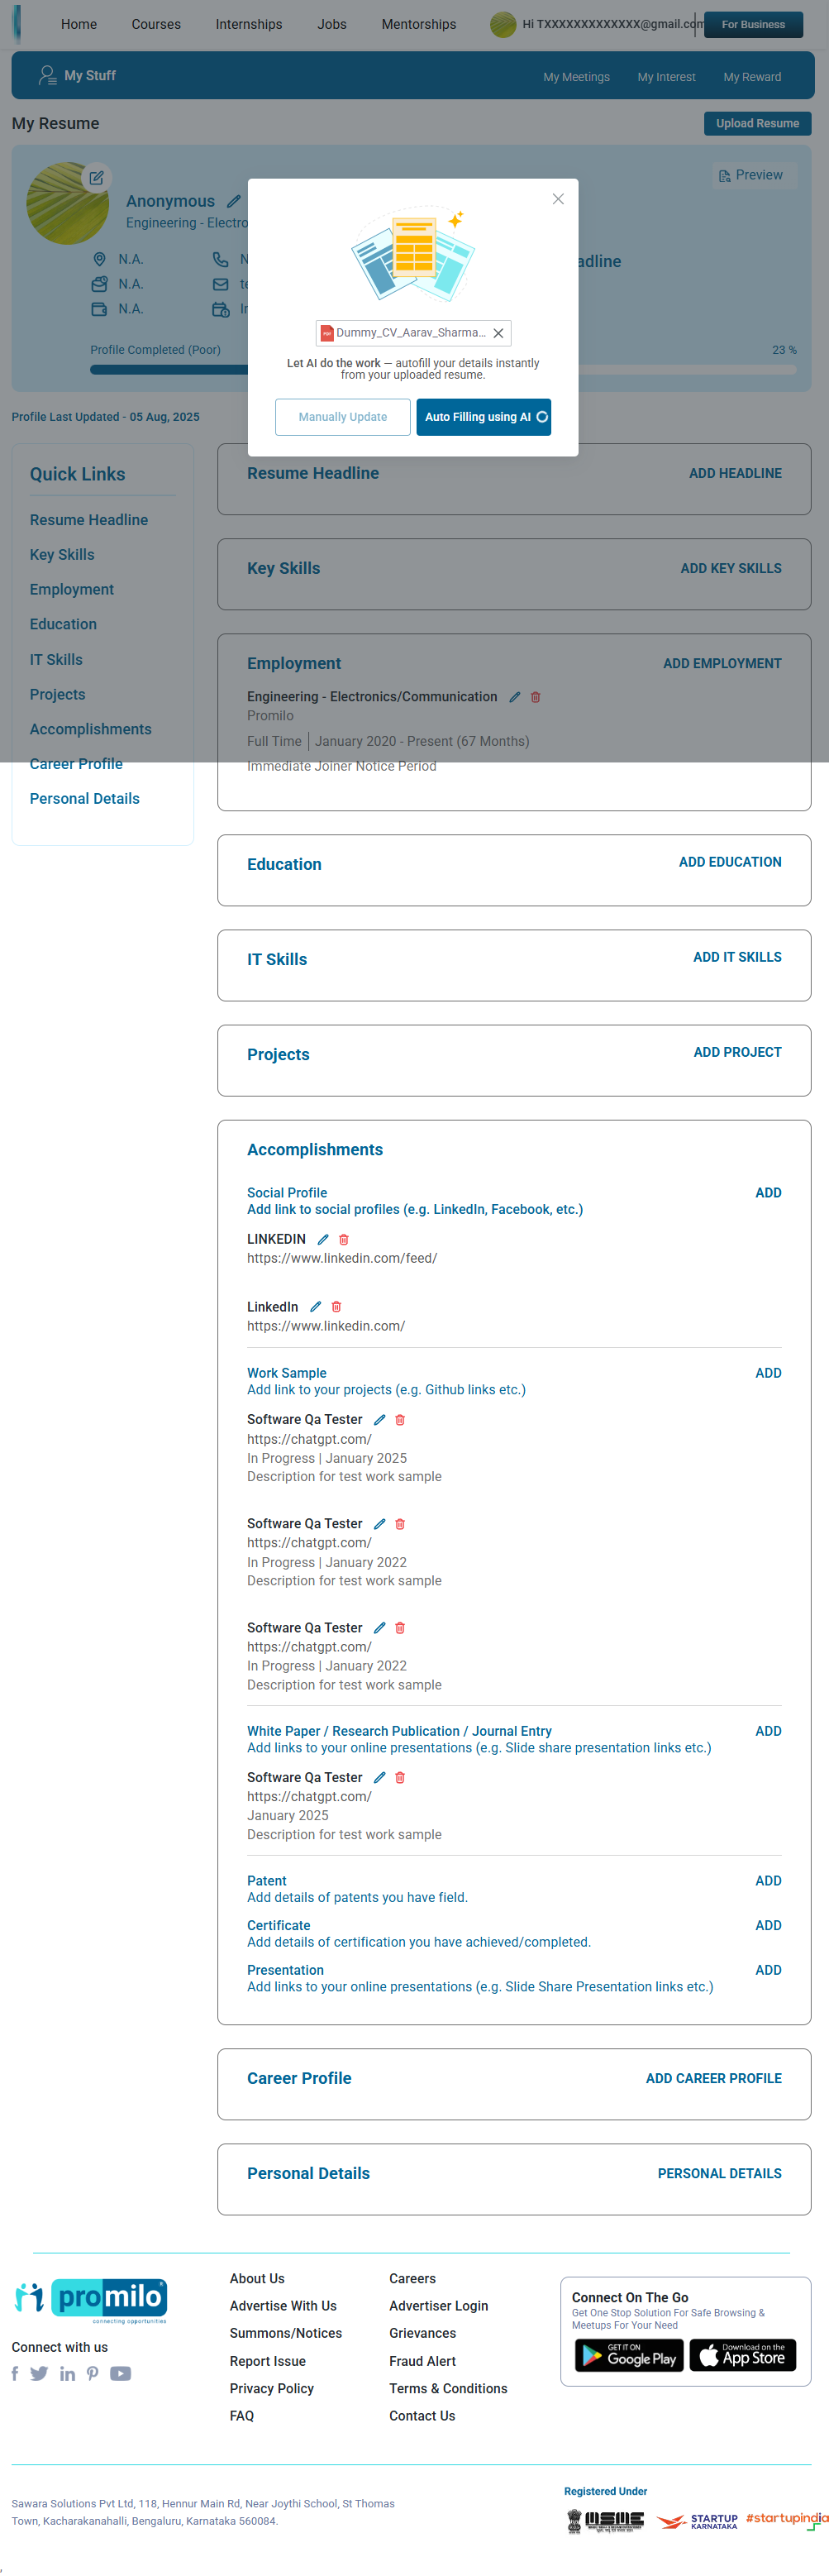 Home Courses Internships Jobs Mentorships Hi TXXXXXXXXXXXXX@gmail.com For Business
My Stuff My Meetings My Interest My Reward
My Resume Upload Resume
Anonymous Preview
Engineering - Electro
N.A. N adline
N.A. te
N.A. I
Profile Completed (Poor) 23 %
PDF Dummy_CV_Aarav_Sharma...
Let AI do the work — autofill your details instantly
from your uploaded resume.
Manually Update Auto Filling using AI
Profile Last Updated - 05 Aug, 2025
Quick Links
Resume Headline
Key Skills
Employment
Education
IT Skills
Projects
Accomplishments
Career Profile
Personal Details
Resume Headline ADD HEADLINE
Key Skills ADD KEY SKILLS
Employment ADD EMPLOYMENT
Engineering - Electronics/Communication
Promilo
Full Time | January 2020 - Present (67 Months)
Immediate Joiner Notice Period
Education ADD EDUCATION
IT Skills ADD IT SKILLS
Projects ADD PROJECT
Accomplishments
Social Profile ADD
Add link to social profiles (e.g. LinkedIn, Facebook, etc.)
LINKEDIN
https://www.linkedin.com/feed/
LinkedIn
https://www.linkedin.com/
Work Sample ADD
Add link to your projects (e.g. Github links etc.)
Software Qa Tester
https://chatgpt.com/
In Progress | January 2025
Description for test work sample
Software Qa Tester
https://chatgpt.com/
In Progress | January 2022
Description for test work sample
Software Qa Tester
https://chatgpt.com/
In Progress | January 2022
Description for test work sample
White Paper / Research Publication / Journal Entry ADD
Add links to your online presentations (e.g. Slide share presentation links etc.)
Software Qa Tester
https://chatgpt.com/
January 2025
Description for test work sample
Patent ADD
Add details of patents you have field.
Certificate ADD
Add details of certification you have achieved/completed.
Presentation ADD
Add links to your online presentations (e.g. Slide Share Presentation links etc.)
Career Profile ADD CAREER PROFILE
Personal Details PERSONAL DETAILS
promilo
connecting opportunities
Connect with us
About Us
Advertise With Us
Summons/Notices
Report Issue
Privacy Policy
FAQ
Careers
Advertiser Login
Grievances
Fraud Alert
Terms & Conditions
Contact Us
Connect On The Go
Get One Stop Solution For Safe Browsing &
Meetups For Your Need
GET IT ON
Google Play
Download on the
App Store
Sawara Solutions Pvt Ltd, 118, Hennur Main Rd, Near Joythi School, St Thomas
Town, Kacharakanahalli, Bengaluru, Karnataka 560084.
Registered Under
MSME
STARTUP
KARNATAKA
#startupindia
,